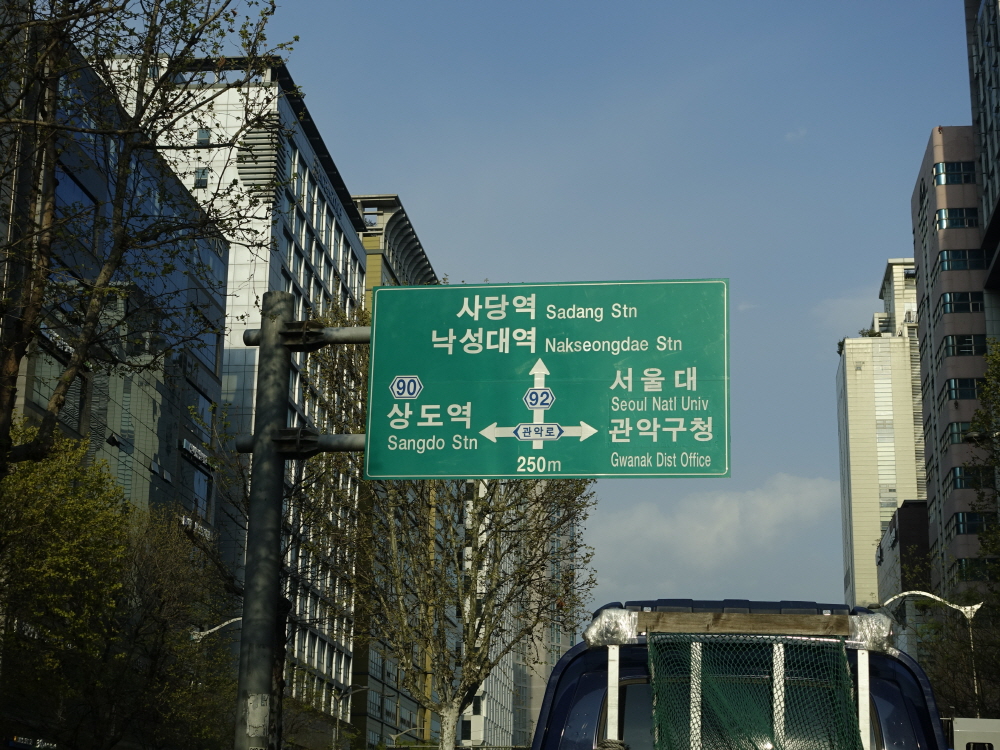 사당역 Sadang Stn
낙성대역 Nakseongdae Stn
90
92
상도역
Sangdo Stn
관악로
서울대
Seoul Natl Univ
관악구청
Gwanak Dist Office
250m